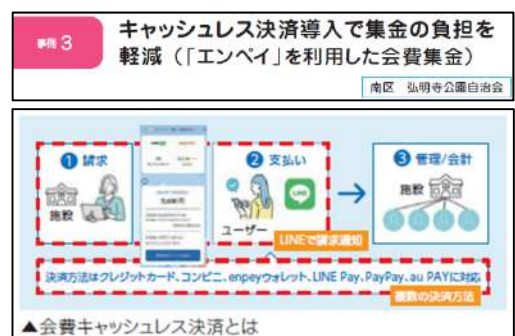 事例 3
キャッシュレス決済導入で集金の負担を
軽減（「エンペイ」を利用した会費集金）
南区 弘明寺公園自治会
1 請求
2 支払い
3 管理/会計
施設
LINE
ユーザー
施設
LINEで請求通知
決済方法はクレジットカード、コンビニ、enpayウォレット、LINE Pay、PayPay、au PAYに対応
複数の決済方法
▲会費キャッシュレス決済とは